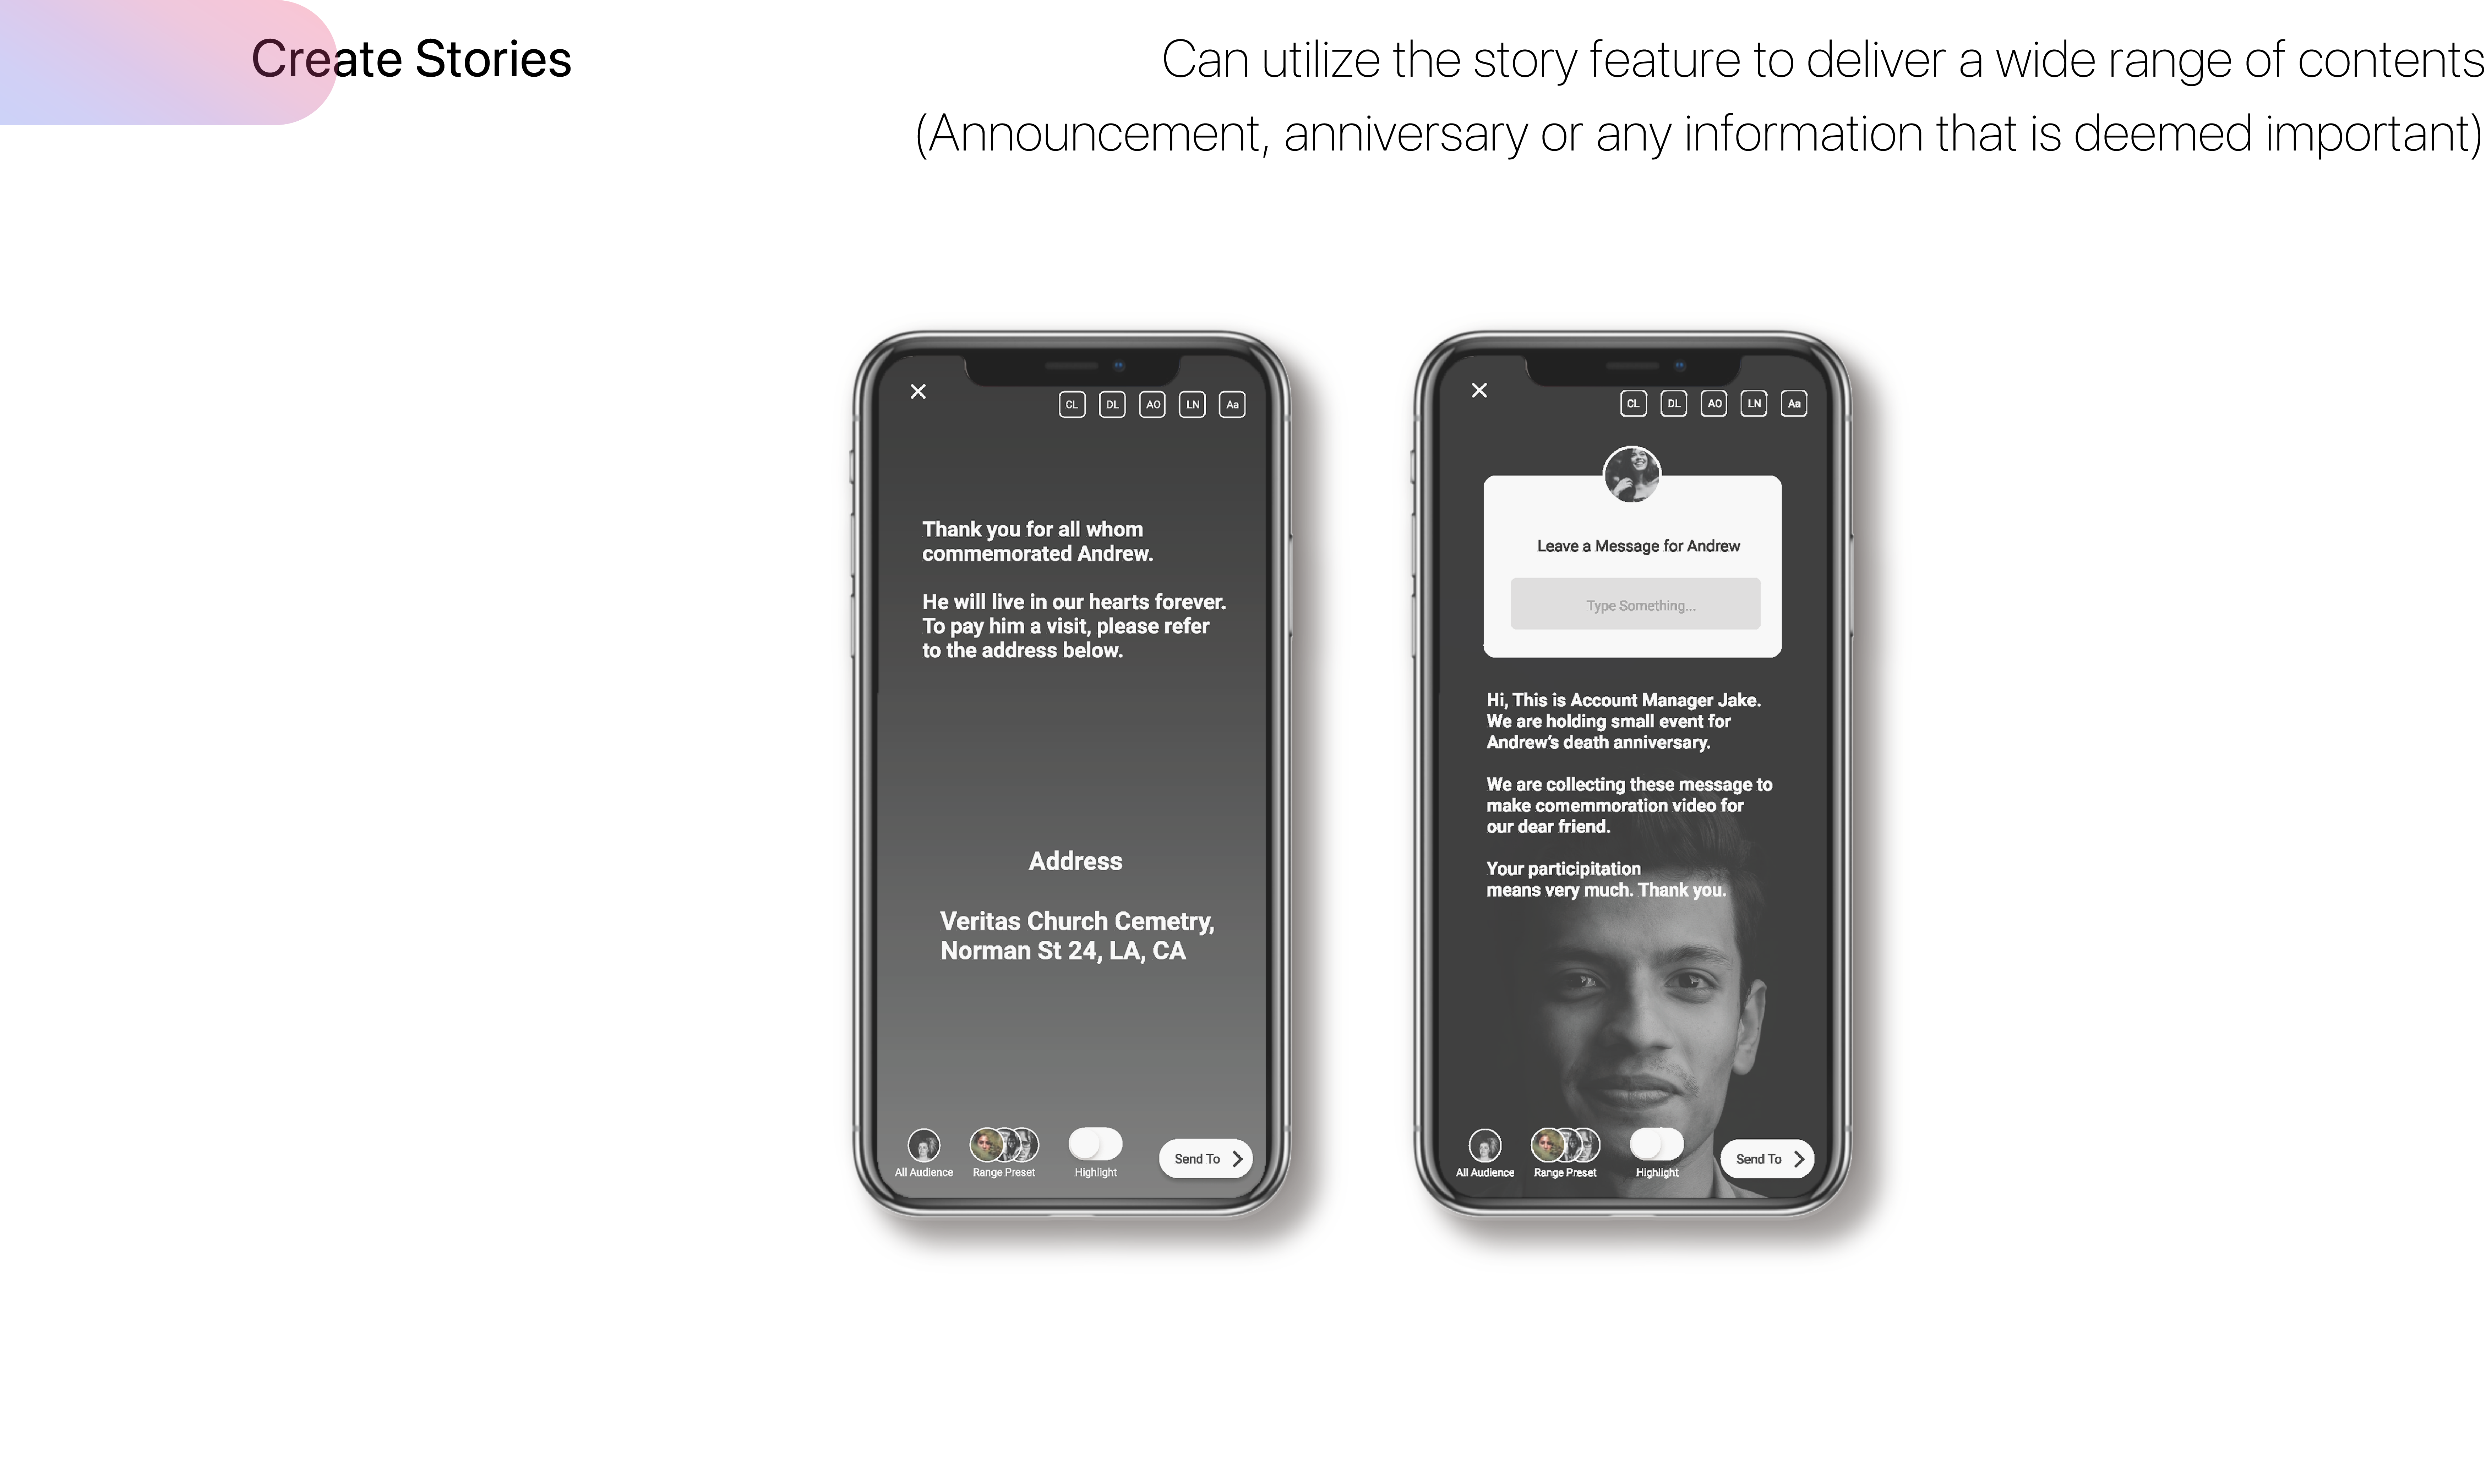 Create Stories
Can utilize the story feature to deliver a wide range of contents
(Announcement, anniversary or any information that is deemed important)
CL DL AO LN Aa
Thank you for all whom
commemorated Andrew.
He will live in our hearts forever.
To pay him a visit, please refer
to the address below.
Address
Veritas Church Cemetry,
Norman St 24, LA, CA
All Audience
Range Preset
Highlight
Send To
CL DL AO LN Aa
Leave a Message for Andrew
Type Something...
Hi, This is Account Manager Jake.
We are holding small event for
Andrew's death anniversary.
We are collecting these message to
make comemmoration video for
our dear friend.
Your participitation
means very much. Thank you.
All Audience
Range Preset
Highlight
Send To